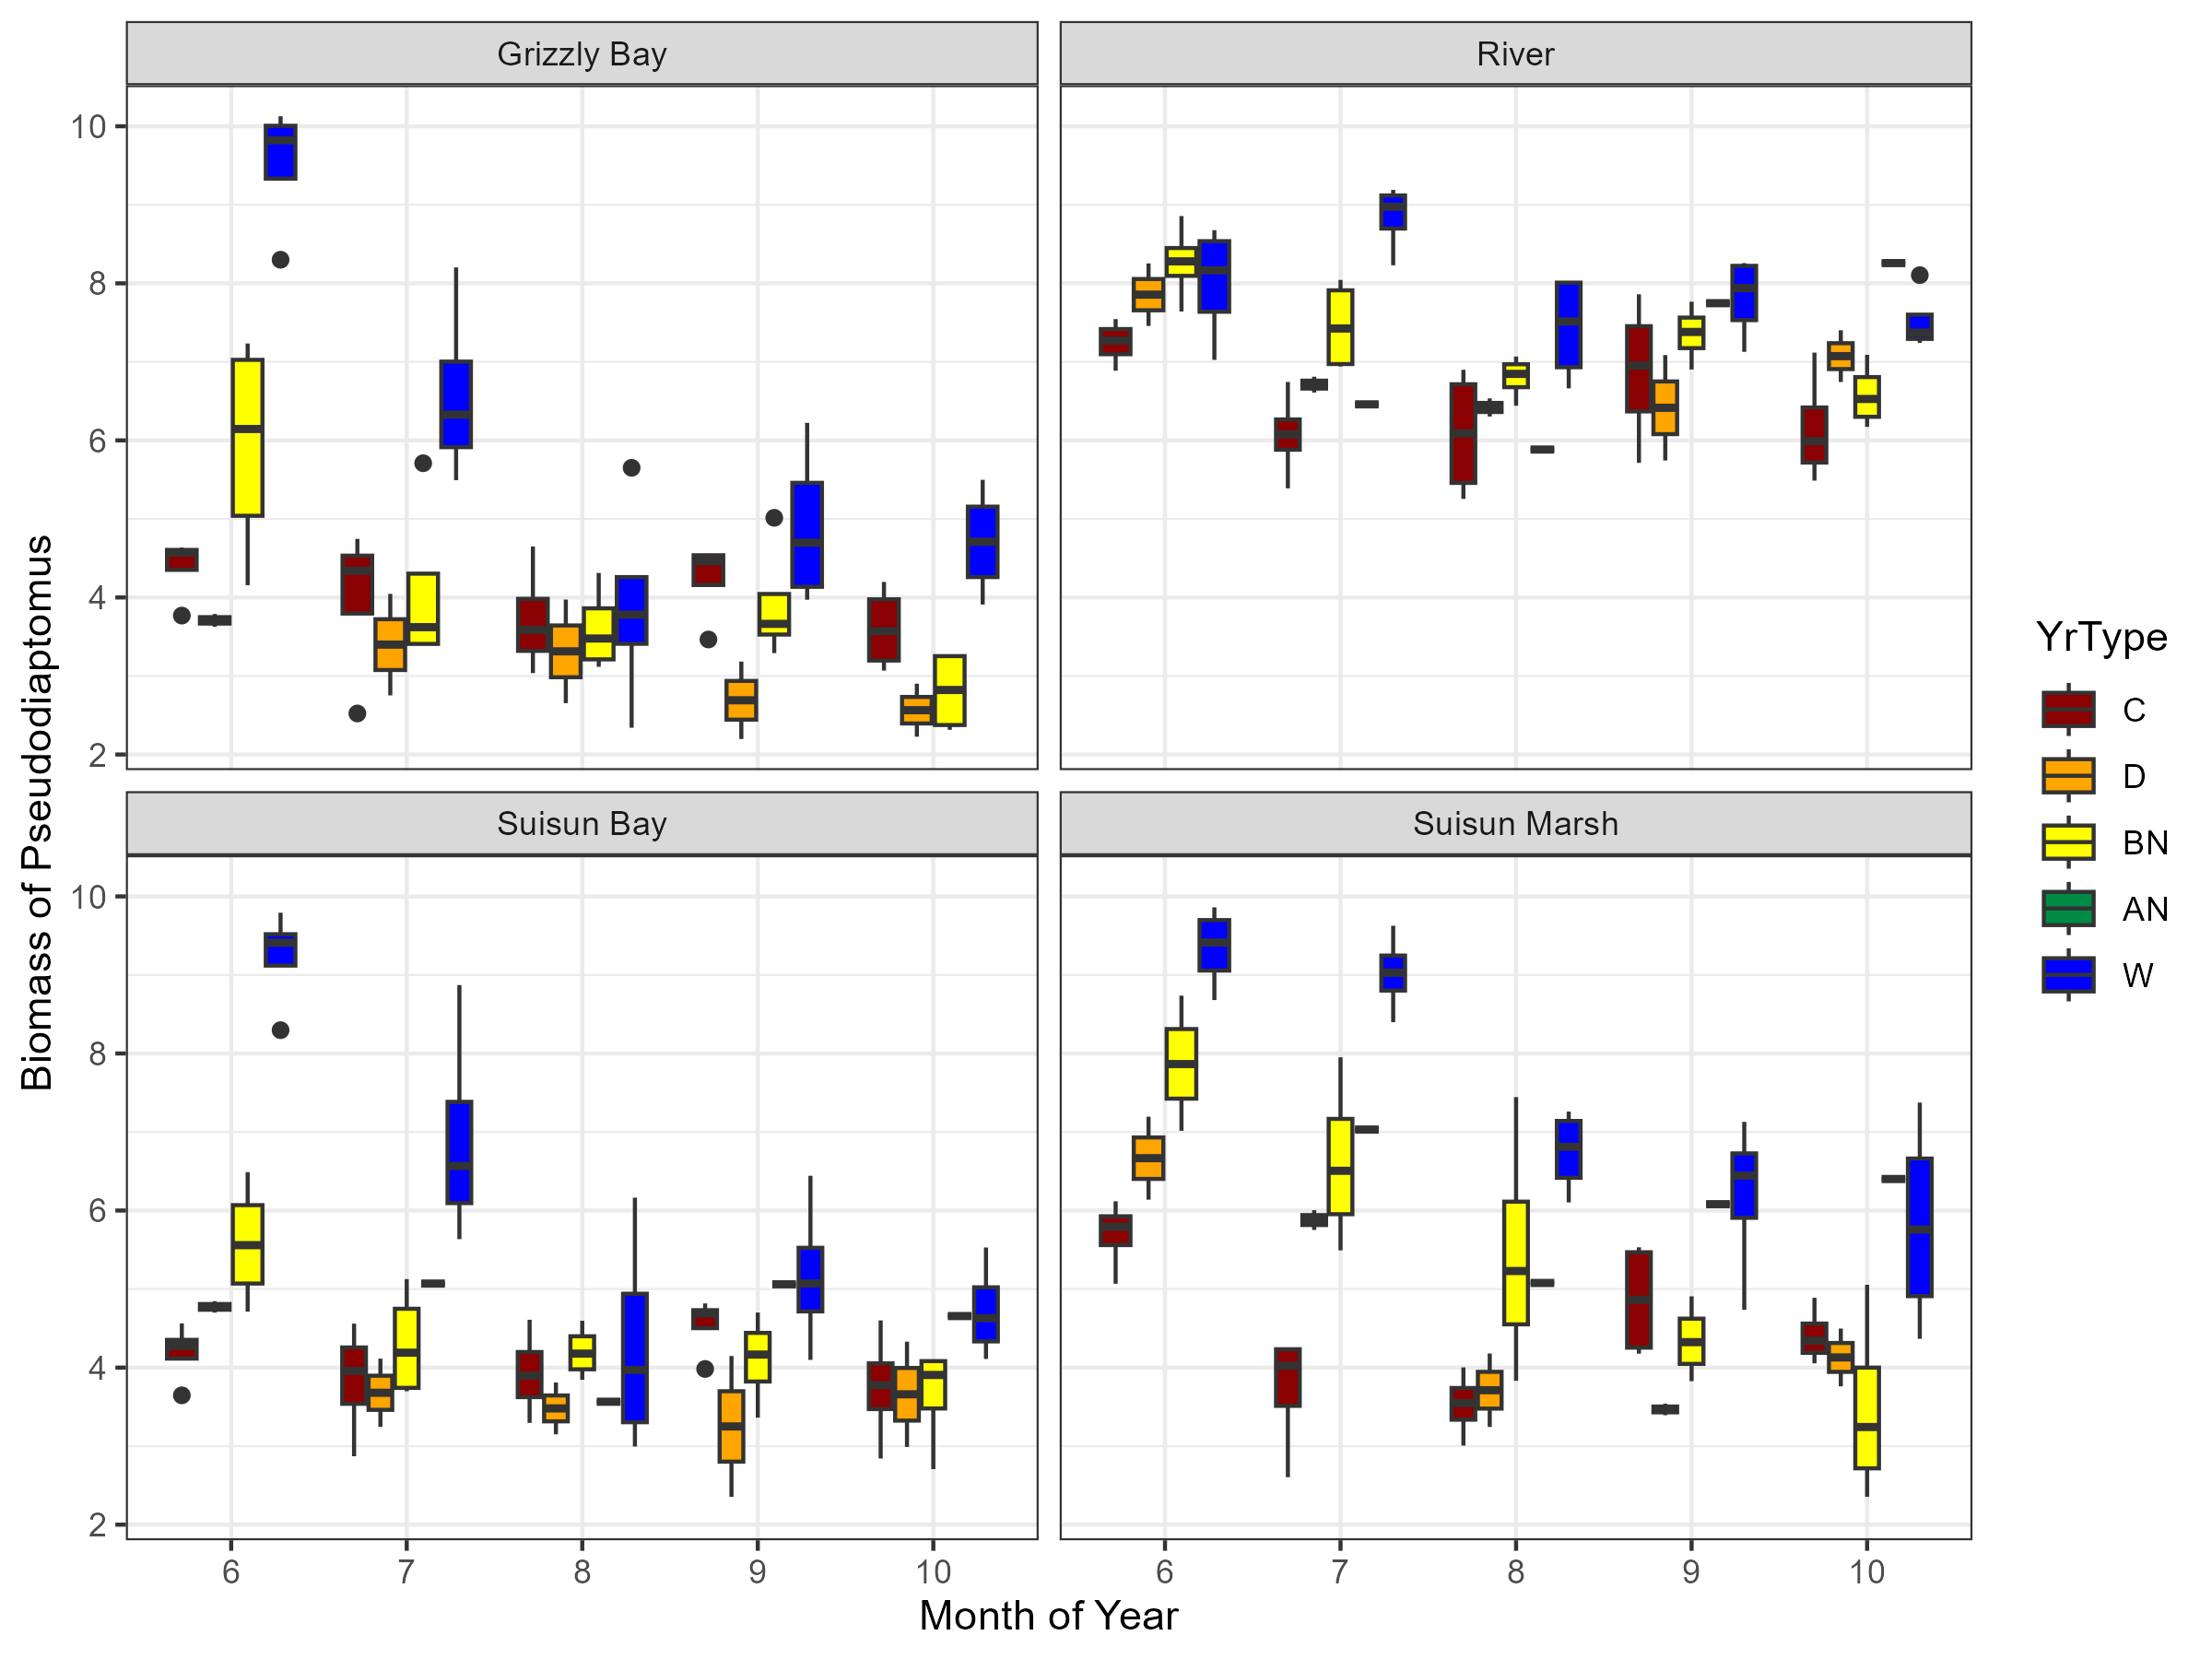 Grizzly Bay
River
10
8
6
4
2
Suisun Bay
Suisun Marsh
10
8
6
4
2
6 7 8 9 10
6 7 8 9 10
Month of Year
Biomass of Pseudodiaptomus
YrType
C
D
BN
AN
W